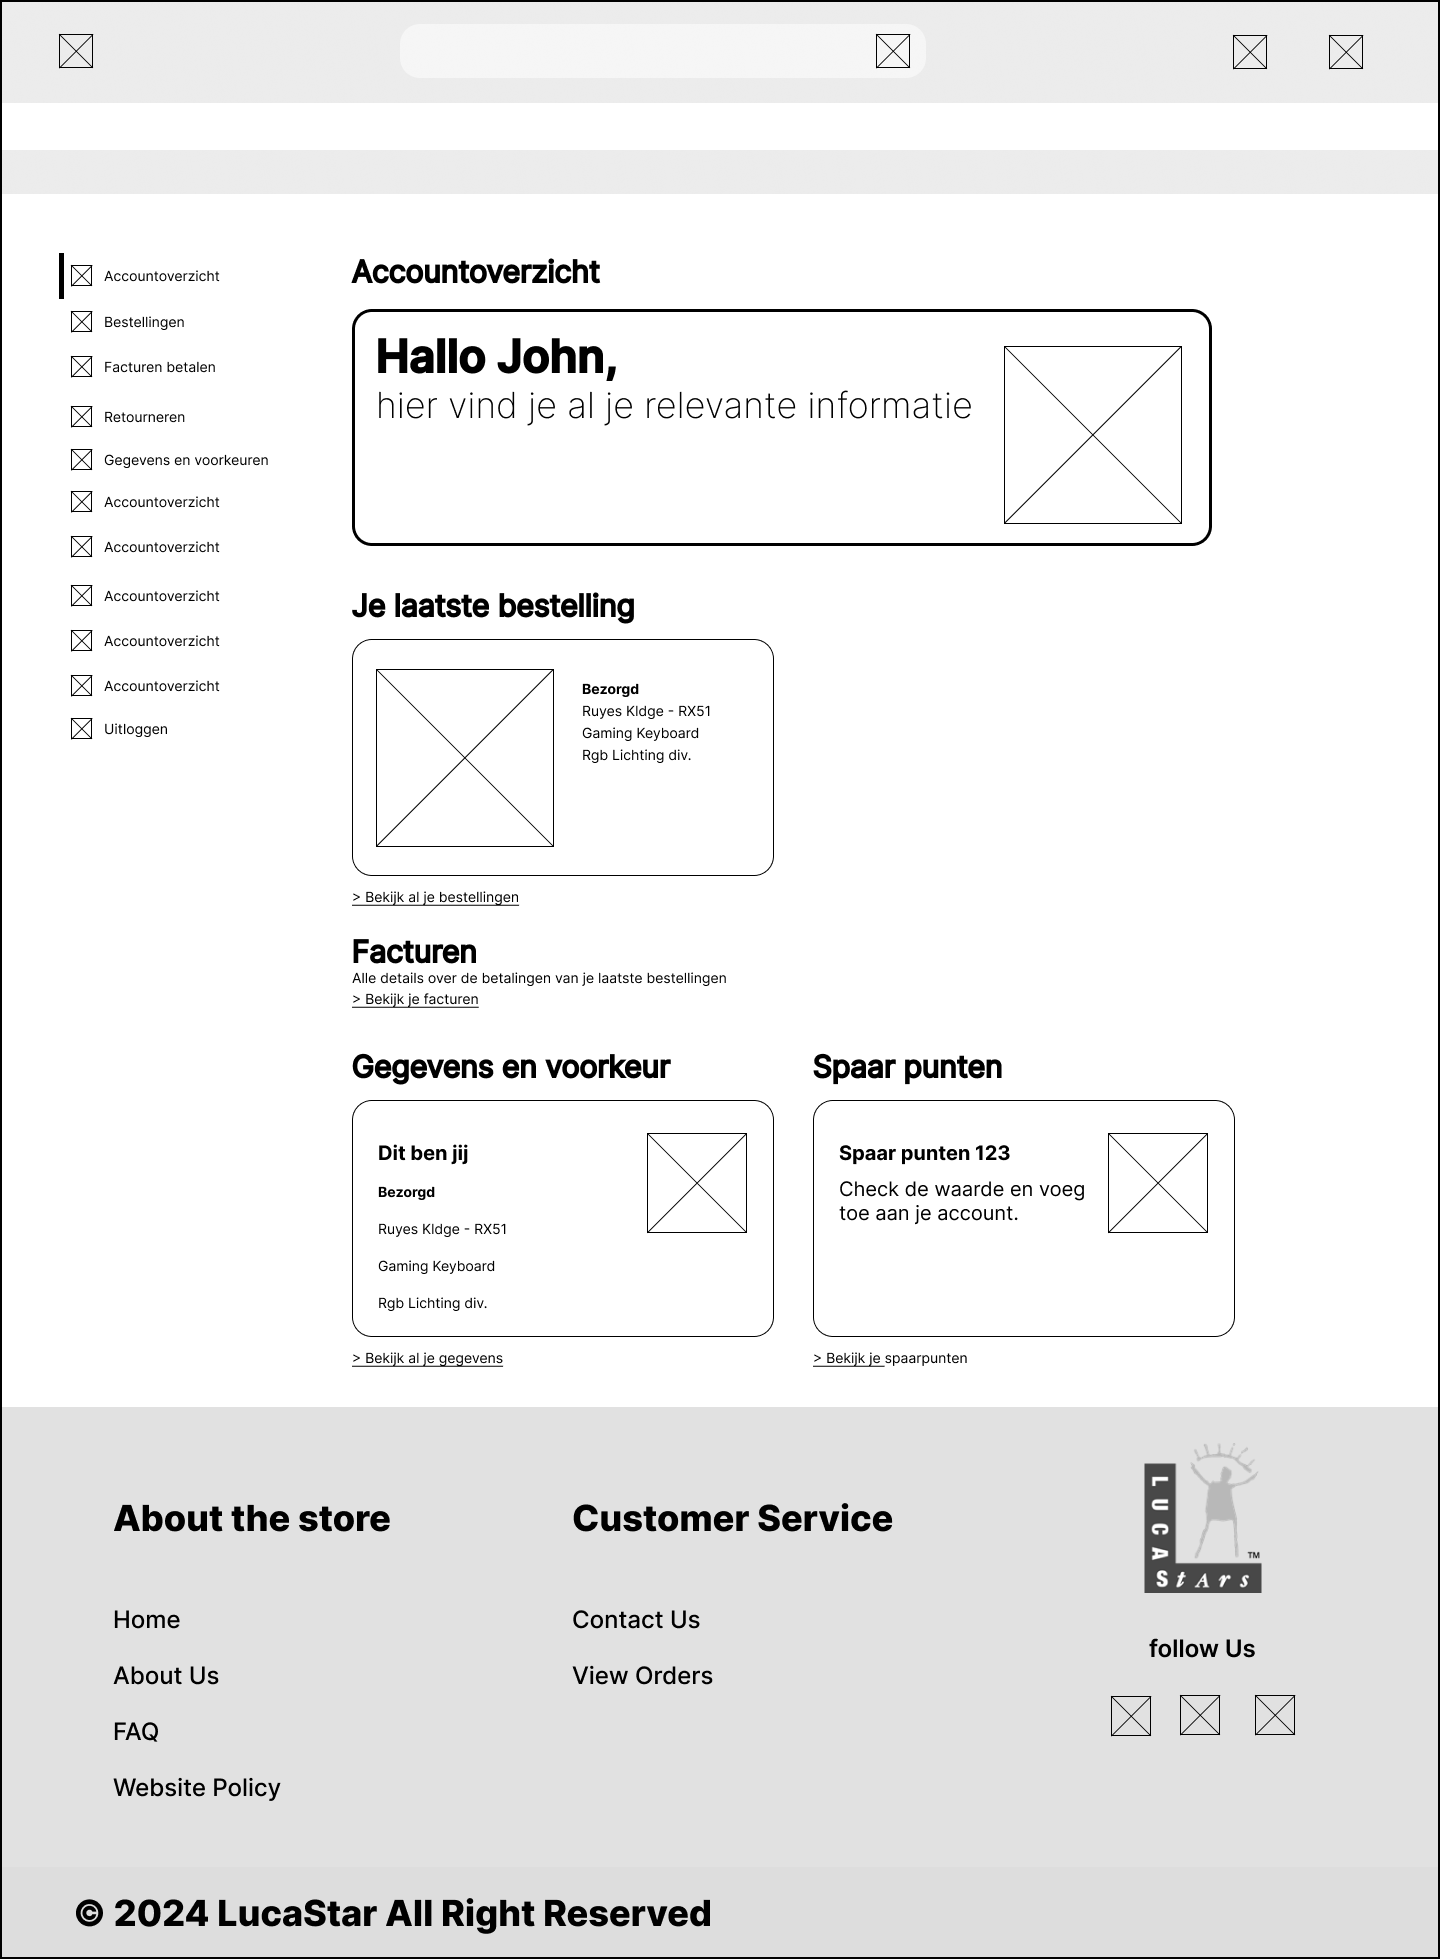 Accountoverzicht
Bestellingen
Facturen betalen
Retourneren
Gegevens en voorkeuren
Accountoverzicht
Accountoverzicht
Accountoverzicht
Accountoverzicht
Accountoverzicht
Uitloggen
Accountoverzicht
Hallo John,
hier vind je al je relevante informatie
Je laatste bestelling
Bezorgd
Ruyes Kldge - RX51
Gaming Keyboard
Rgb Lichting div.
> Bekijk al je bestellingen
Facturen
Alle details over de betalingen van je laatste bestellingen
> Bekijk je facturen
Gegevens en voorkeur
Dit ben jij
Bezorgd
Ruyes Kldge - RX51
Gaming Keyboard
Rgb Lichting div.
> Bekijk al je gegevens
Spaar punten
Spaar punten 123
Check de waarde en voeg
toe aan je account.
> Bekijk je spaarpunten
About the store
Home
About Us
FAQ
Website Policy
Customer Service
Contact Us
View Orders
LUCAS
tArs
™
follow Us
© 2024 LucaStar All Right Reserved